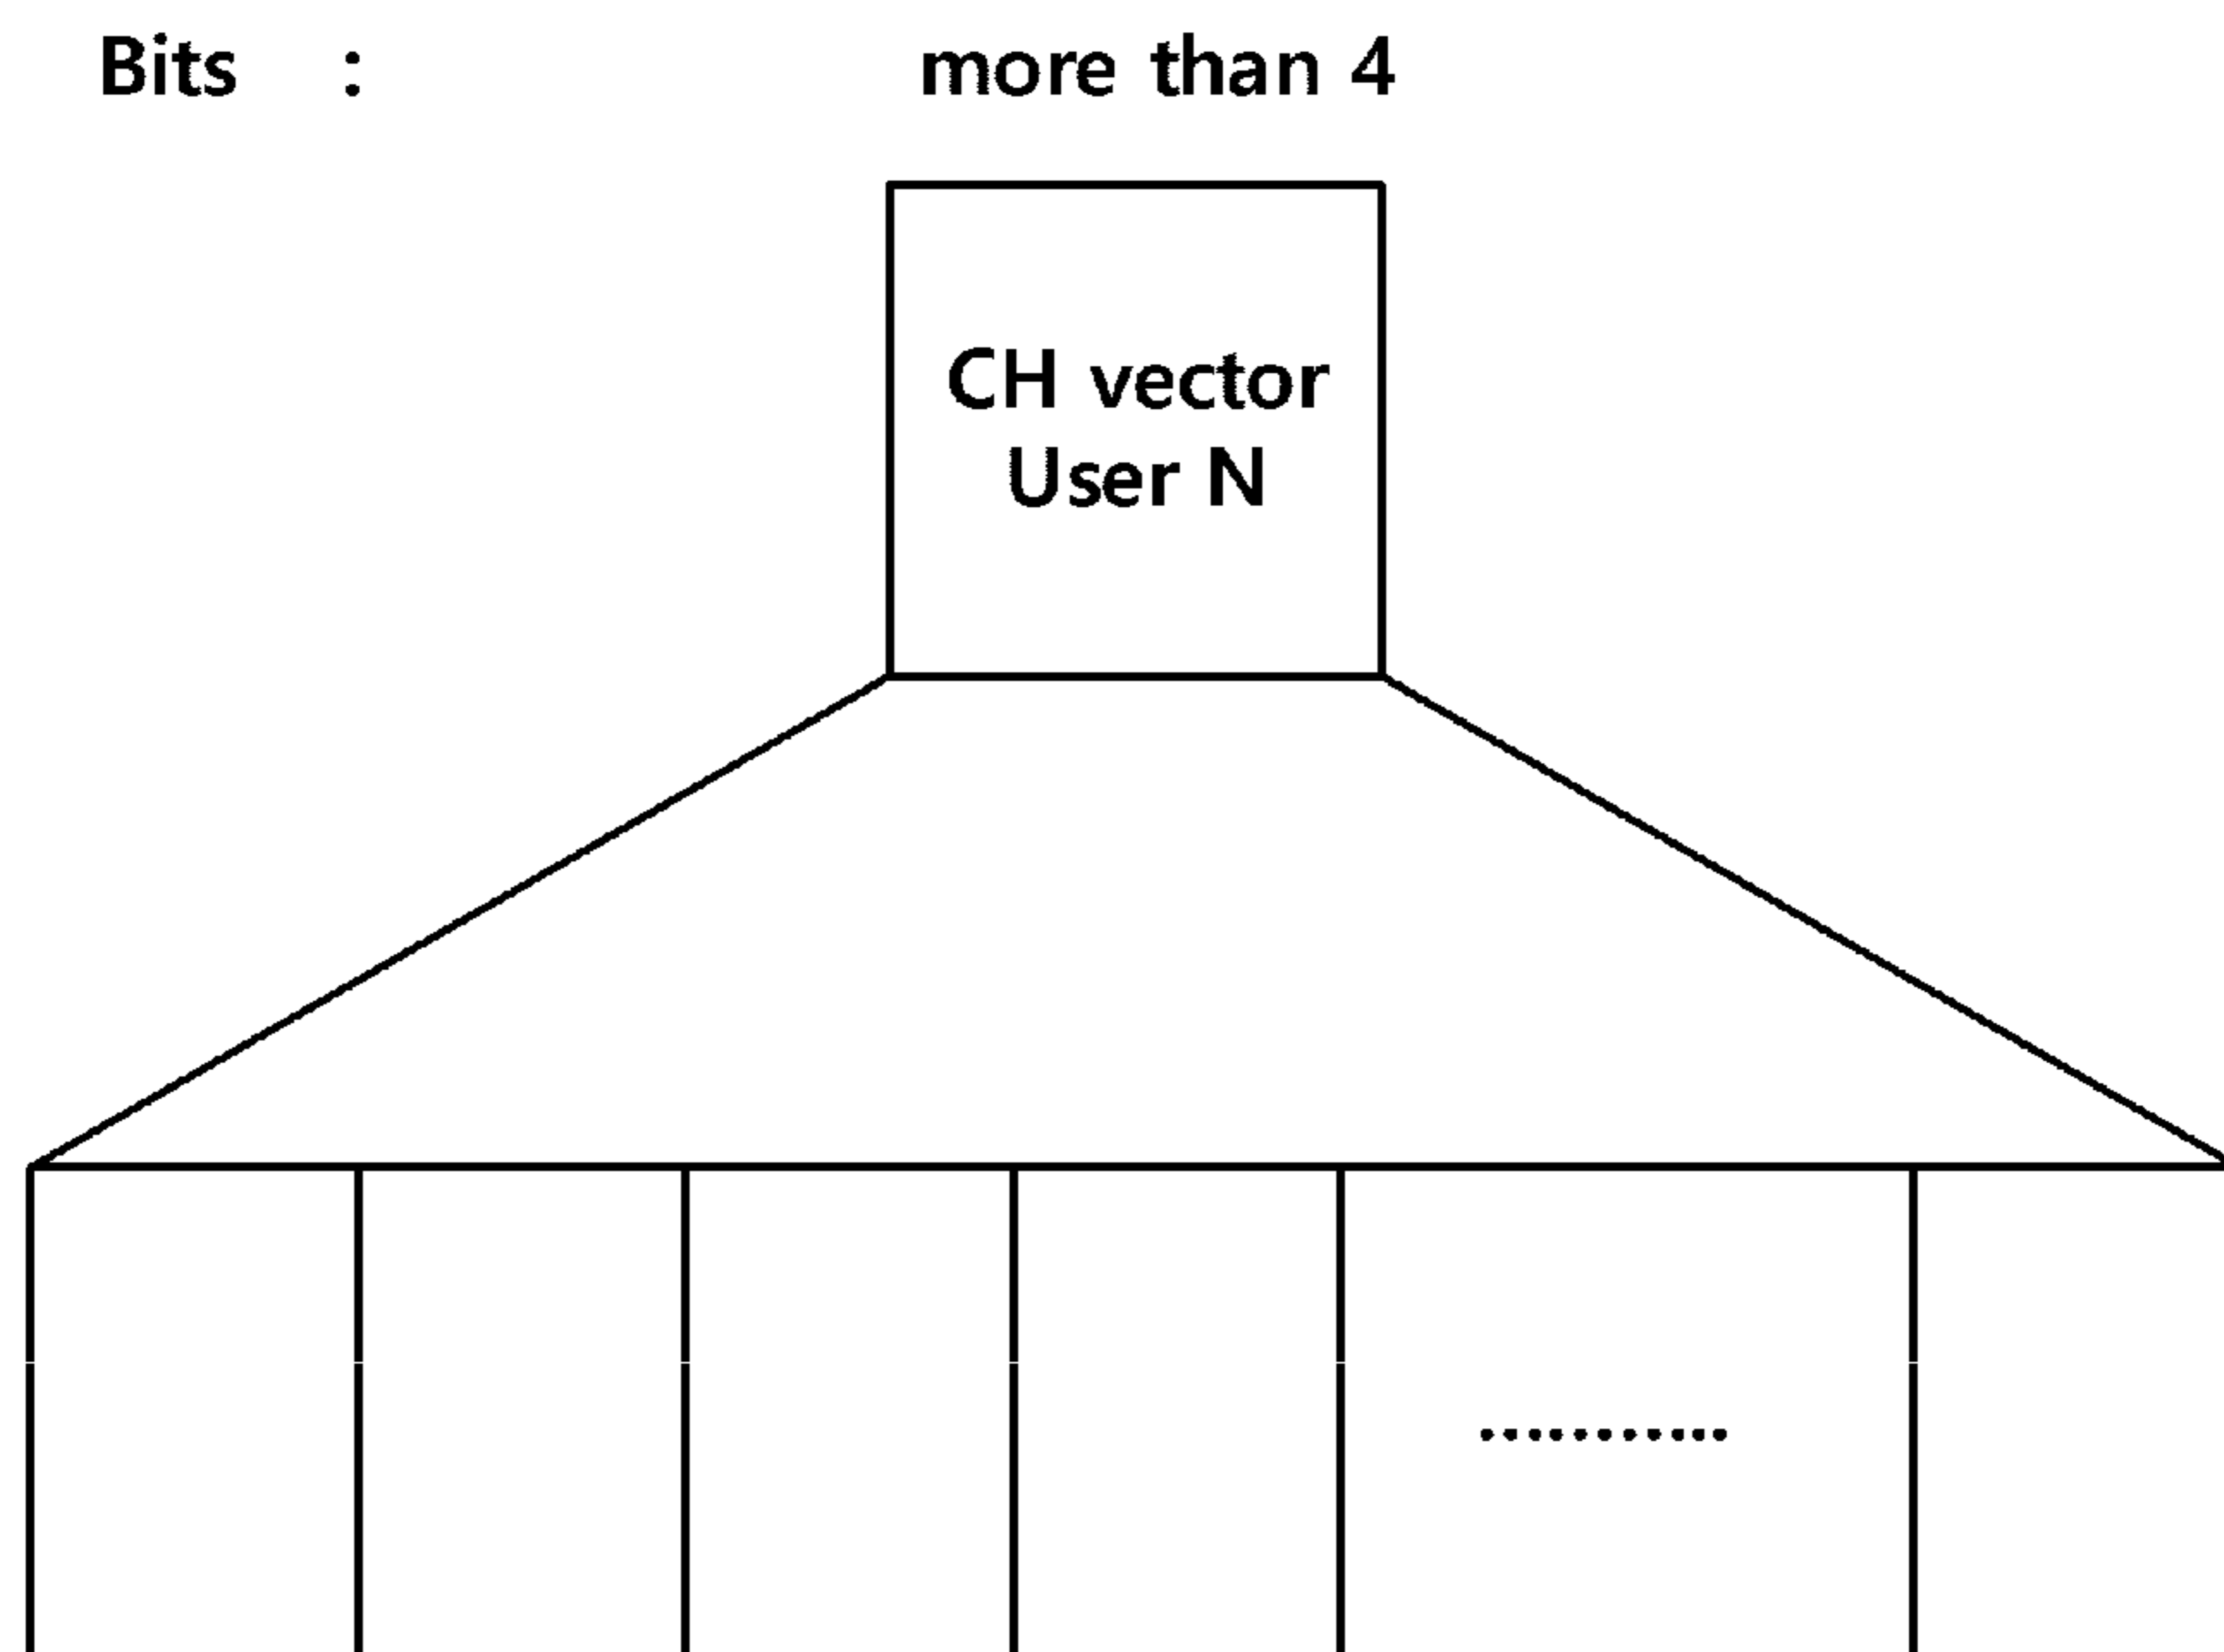 Bits : more than 4
CH vector
User N
...........